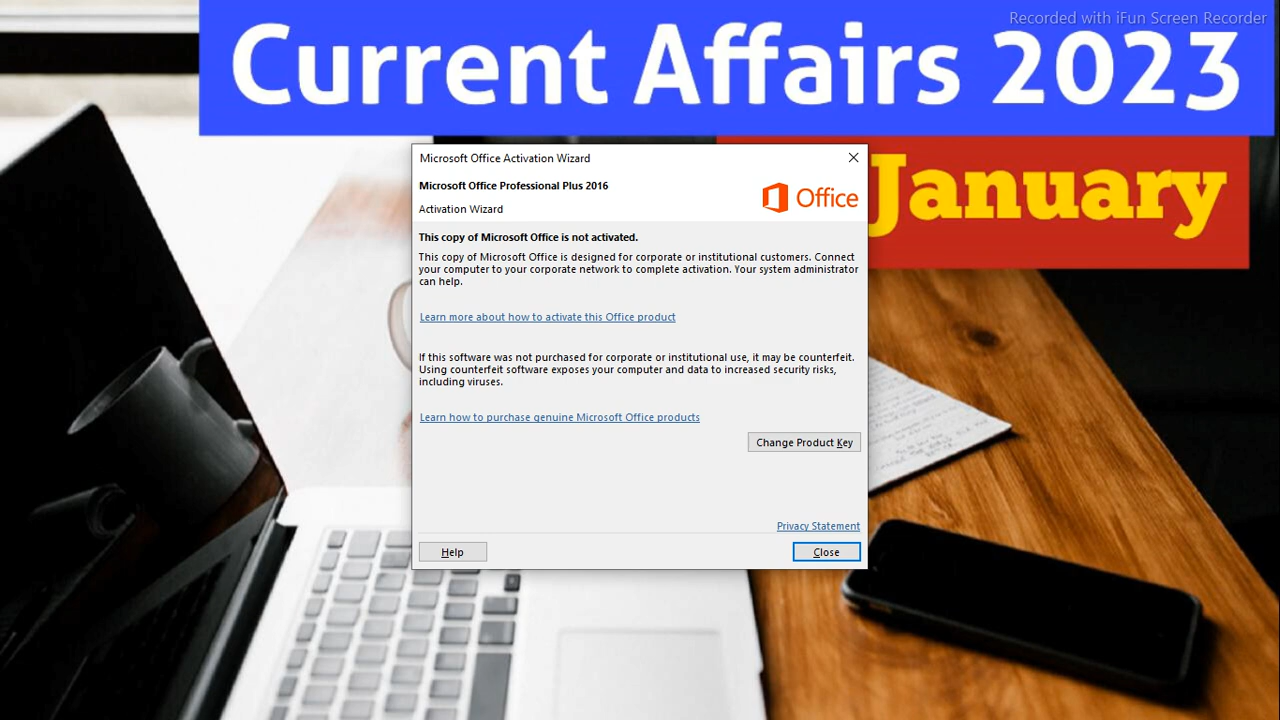 Recorded with iFun Screen Recorder
Current Affairs 2023
January
Microsoft Office Activation Wizard
Microsoft Office Professional Plus 2016
Office
Activation Wizard
This copy of Microsoft Office is not activated.
This copy of Microsoft Office is designed for corporate or institutional customers. Connect
your computer to your corporate network to complete activation. Your system administrator
can help.
Learn more about how to activate this Office product
If this software was not purchased for corporate or institutional use, it may be counterfeit.
Using counterfeit software exposes your computer and data to increased security risks,
including viruses.
Learn how to purchase genuine Microsoft Office products
Change Product Key
Privacy Statement
Help
Close